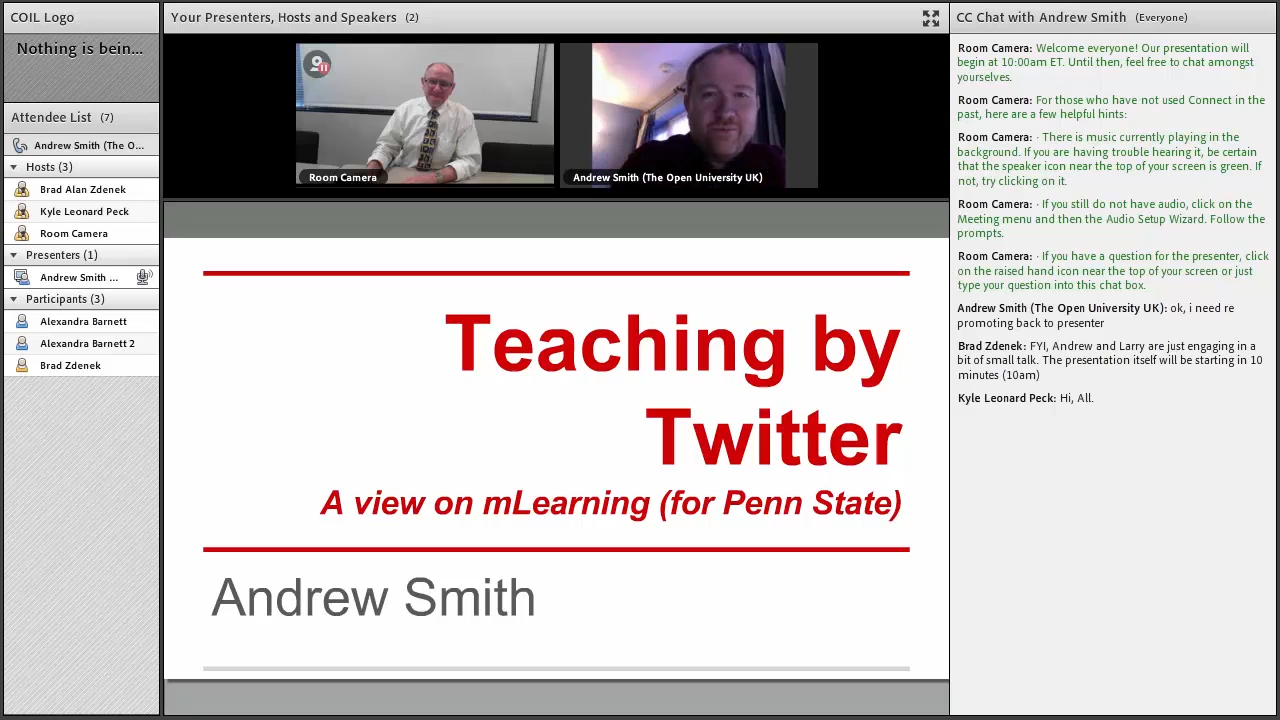 COIL Logo
Nothing is bein...
Attendee List (7)
Andrew Smith (The O...
Hosts (3)
Brad Alan Zdenek
Kyle Leonard Peck
Room Camera
Presenters (1)
Andrew Smith ...
Participants (3)
Alexandra Barnett
Alexandra Barnett 2
Brad Zdenek
Your Presenters, Hosts and Speakers (2)
Room Camera
Andrew Smith (The Open University UK)
Teaching by
Twitter
A view on mLearning (for Penn State)
Andrew Smith
CC Chat with Andrew Smith (Everyone)
Room Camera: Welcome everyone! Our presentation will
begin at 10:00am ET. Until then, feel free to chat amongst
yourselves.
Room Camera: For those who have not used Connect in the
past, here are a few helpful hints:
Room Camera: · There is music currently playing in the
background. If you are having trouble hearing it, be certain
that the speaker icon near the top of your screen is green. If
not, try clicking on it.
Room Camera: · If you still do not have audio, click on the
Meeting menu and then the Audio Setup Wizard. Follow the
prompts.
Room Camera: · If you have a question for the presenter, click
on the raised hand icon near the top of your screen or just
type your question into this chat box.
Andrew Smith (The Open University UK): ok, i need re
promoting back to presenter
Brad Zdenek: FYI, Andrew and Larry are just engaging in a
bit of small talk. The presentation itself will be starting in 10
minutes (10am)
Kyle Leonard Peck: Hi, All.